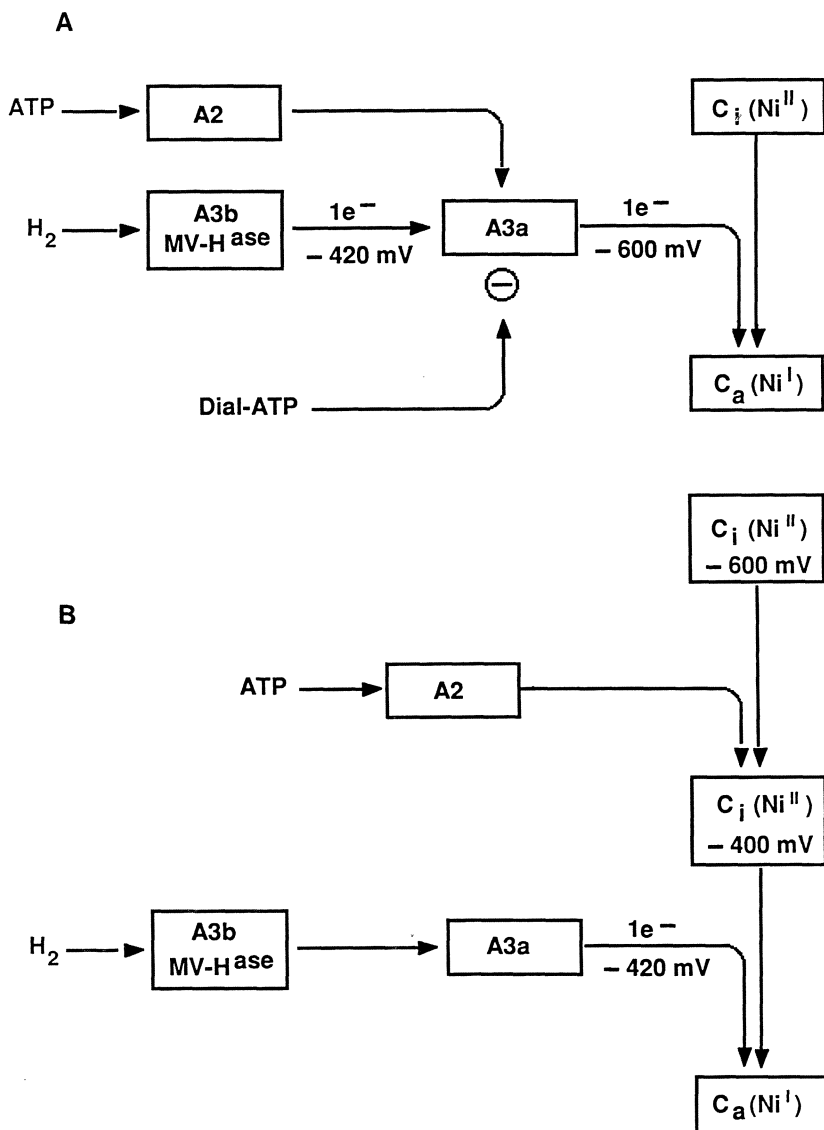 A
ATP
A2
C i (Ni II)
H2
A3b
MV-H ase
1e−
− 420 mV
A3a
1e−
− 600 mV
−
Dial-ATP
C a (Ni I)
C i (Ni II)
− 600 mV
B
ATP
A2
C i (Ni II)
− 400 mV
H2
A3b
MV-H ase
A3a
1e−
− 420 mV
C a (Ni I)